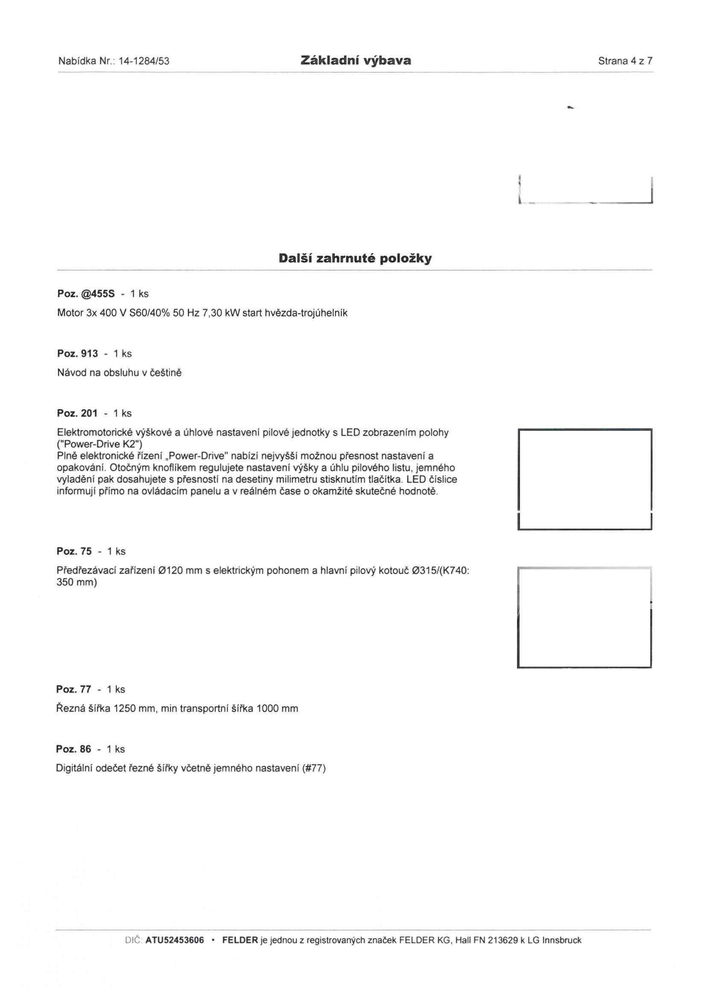 Nabídka Nr.: 14-1284/53 Základní výbava Strana 4 z 7
Další zahrnuté položky
Poz. @455S - 1 ks
Motor 3x 400 V S60/40% 50 Hz 7,30 kW start hvězda-trojúhelník
Poz. 913 - 1 ks
Návod na obsluhu v češtině
Poz. 201 - 1 ks
Elektromotorické výškové a úhlové nastavení pilové jednotky s LED zobrazením polohy
("Power-Drive K2")
Plně elektronické řízení „Power-Drive" nabízí nejvyšší možnou přesnost nastavení a
opakování. Otočným knoflíkem regulujete nastavení výšky a úhlu pilového listu, jemného
vyladění pak dosahujete s přesností na desetiny milimetru stisknutím tlačítka. LED číslice
informují přímo na ovládacím panelu a v reálném čase o okamžité skutečné hodnotě.
Poz. 75 - 1 ks
Předřezávací zařízení Ø120 mm s elektrickým pohonem a hlavní pilový kotouč Ø315/(K740:
350 mm)
Poz. 77 - 1 ks
Řezná šířka 1250 mm, min transportní šířka 1000 mm
Poz. 86 - 1 ks
Digitální odečet řezné šířky včetně jemného nastavení (#77)
DIČ: ATU52453606 • FELDER je jednou z registrovaných značek FELDER KG, Hall FN 213629 k LG Innsbruck